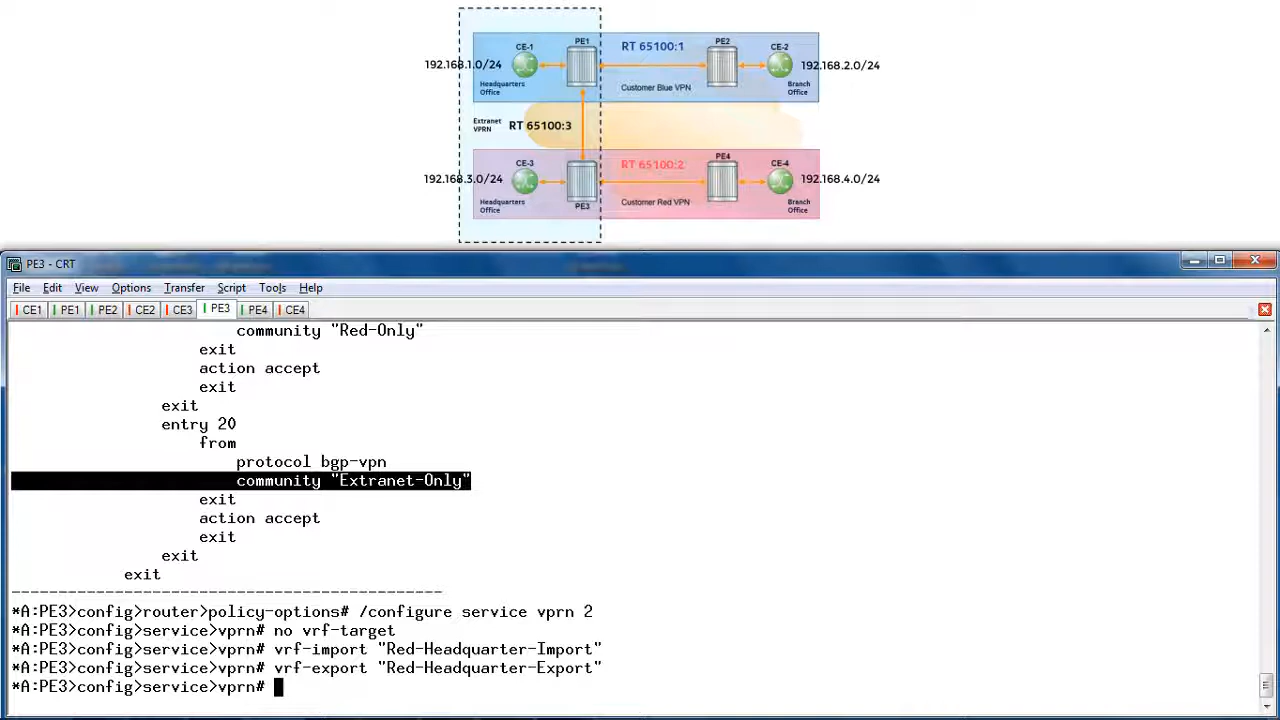 CE-1
PE1
RT 65100:1
PE2
CE-2
192.168.1.0/24
192.168.2.0/24
Headquarters
Office
Customer Blue VPN
Branch
Office
Extranet
VPRN
RT 65100:3
CE-3
RT 65100:2
PE4
CE-4
192.168.3.0/24
192.168.4.0/24
Headquarters
Office
PE3
Customer Red VPN
Branch
Office
PE3 - CRT
File Edit View Options Transfer Script Tools Help
CE1 PE1 PE2 CE2 CE3 PE3 PE4 CE4
community "Red-Only"
exit
action accept
exit
exit
entry 20
from
protocol bgp-vpn
community "Extranet-Only"
exit
action accept
exit
exit
exit
----------------------------------------------
*A:PE3>config>router>policy-options# /configure service vprn 2
*A:PE3>config>service>vprn# no vrf-target
*A:PE3>config>service>vprn# vrf-import "Red-Headquarter-Import"
*A:PE3>config>service>vprn# vrf-export "Red-Headquarter-Export"
*A:PE3>config>service>vprn#